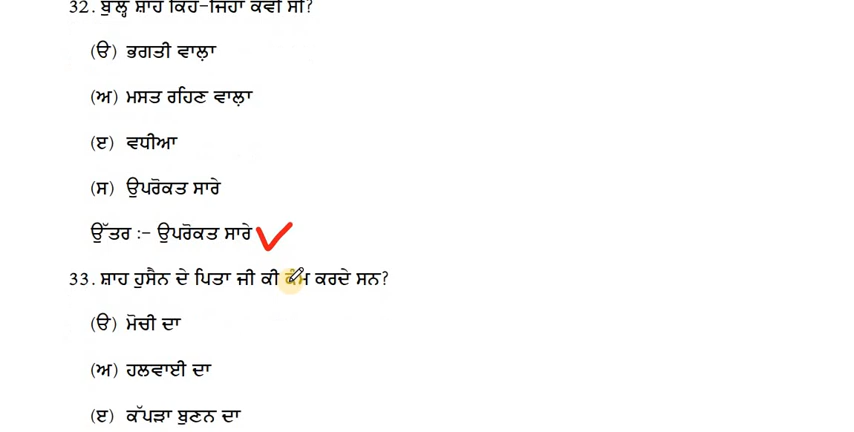 32. ਬੁੱਲ੍ਹੇ ਸ਼ਾਹ ਕਿਹੋ-ਜਿਹਾ ਕਵੀ ਸੀ?
(ੳ) ਭਗਤੀ ਵਾਲ਼ਾ
(ਅ) ਮਸਤ ਰਹਿਣ ਵਾਲ਼ਾ
(ੲ) ਵਧੀਆ
(ਸ) ਉਪਰੋਕਤ ਸਾਰੇ
ਉੱਤਰ :- ਉਪਰੋਕਤ ਸਾਰੇ
33. ਸ਼ਾਹ ਹੁਸੈਨ ਦੇ ਪਿਤਾ ਜੀ ਕੀ ਕੰਮ ਕਰਦੇ ਸਨ?
(ੳ) ਮੋਚੀ ਦਾ
(ਅ) ਹਲਵਾਈ ਦਾ
(ੲ) ਕੱਪੜਾ ਬੁਣਨ ਦਾ